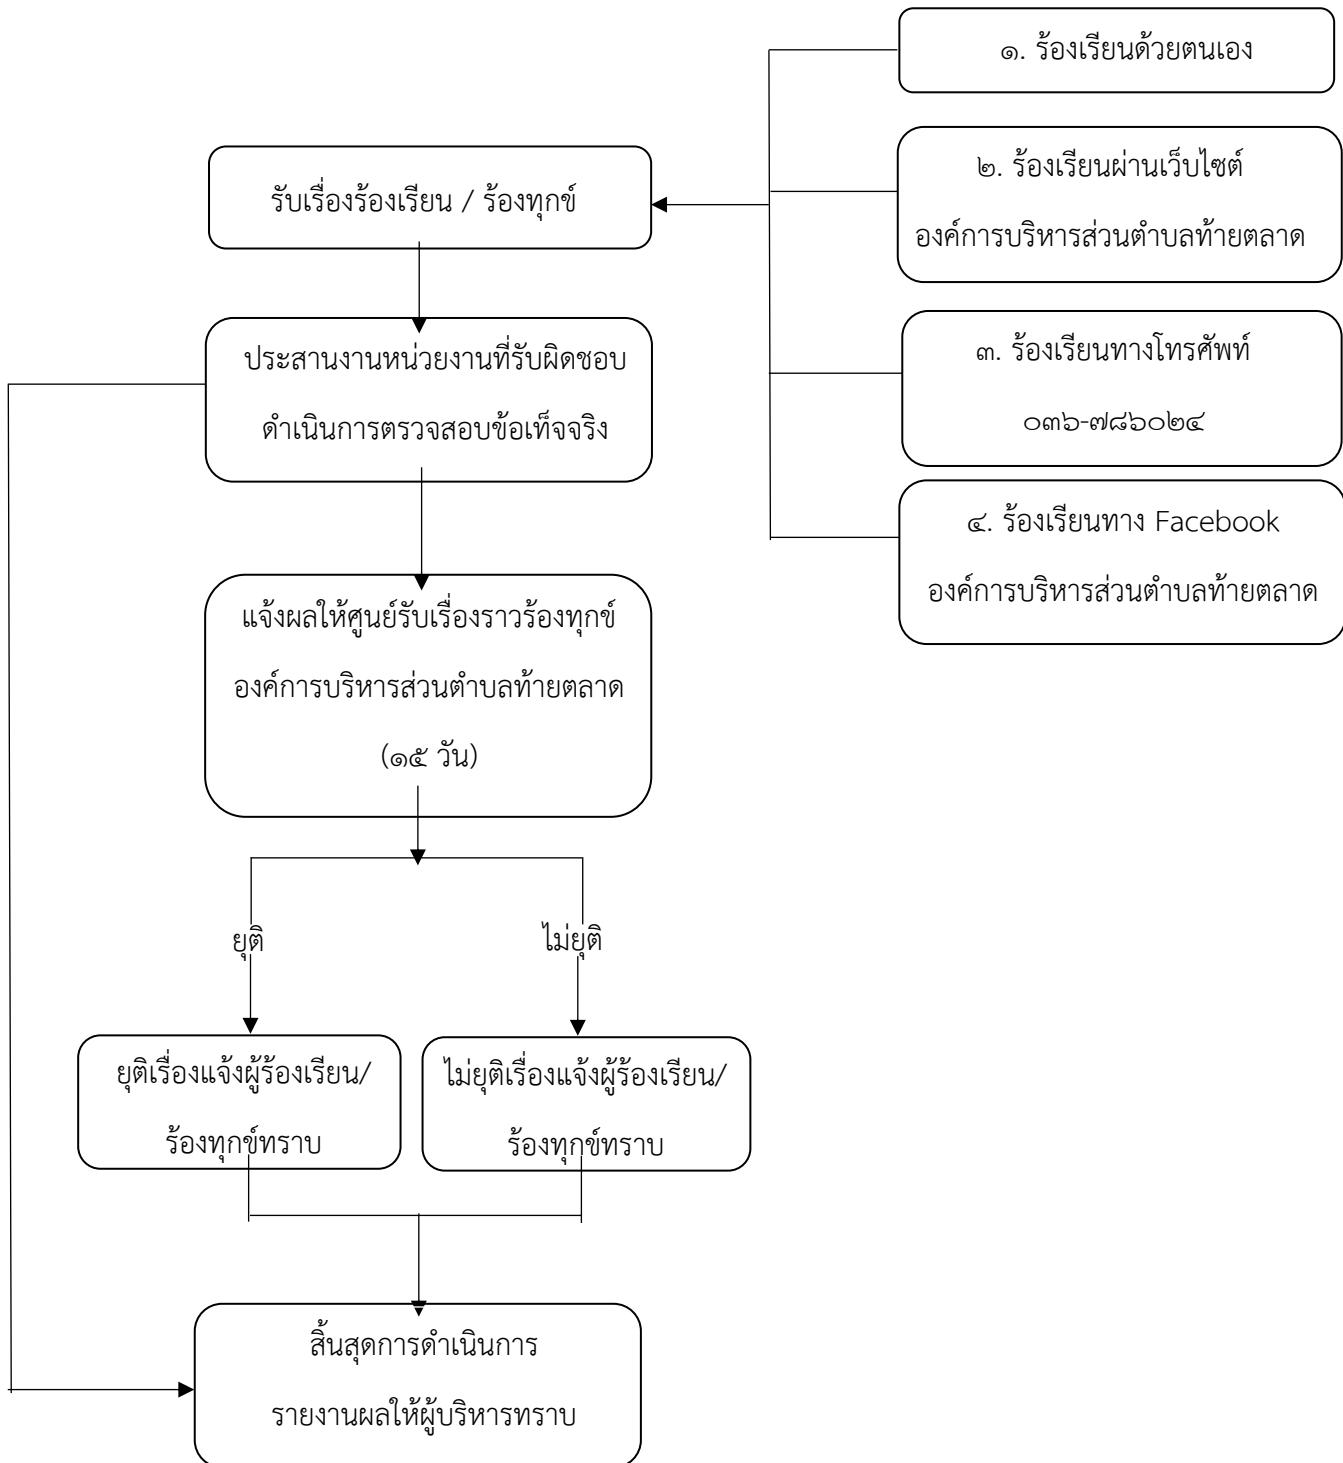 ๑. ร้องเรียนด้วยตนเอง
๒. ร้องเรียนผ่านเว็บไซต์
องค์การบริหารส่วนตำบลท้ายตลาด
๓. ร้องเรียนทางโทรศัพท์
๐๓๖-๗๘๖๐๒๔
๔. ร้องเรียนทาง Facebook
องค์การบริหารส่วนตำบลท้ายตลาด
รับเรื่องร้องเรียน / ร้องทุกข์
ประสานงานหน่วยงานที่รับผิดชอบ
ดำเนินการตรวจสอบข้อเท็จจริง
แจ้งผลให้ศูนย์รับเรื่องราวร้องทุกข์
องค์การบริหารส่วนตำบลท้ายตลาด
(๑๕ วัน)
ยุติ
ไม่ยุติ
ยุติเรื่องแจ้งผู้ร้องเรียน/
ร้องทุกข์ทราบ
ไม่ยุติเรื่องแจ้งผู้ร้องเรียน/
ร้องทุกข์ทราบ
สิ้นสุดการดำเนินการ
รายงานผลให้ผู้บริหารทราบ